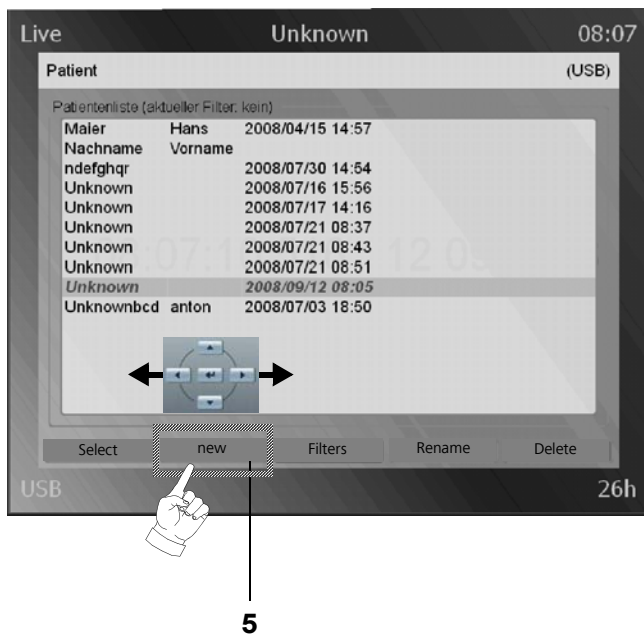 Live Unknown 08:07
Patient (USB)
Patientenliste (aktueller Filter: kein)
Maier Hans 2008/04/15 14:57
Nachname Vorname
ndefghqr 2008/07/30 14:54
Unknown 2008/07/16 15:56
Unknown 2008/07/17 14:16
Unknown 2008/07/21 08:37
Unknown 2008/07/21 08:43
Unknown 2008/07/21 08:51
Unknown 2008/09/12 08:05
Unknownbcd anton 2008/07/03 18:50
Select new Filters Rename Delete
USB 26h
5